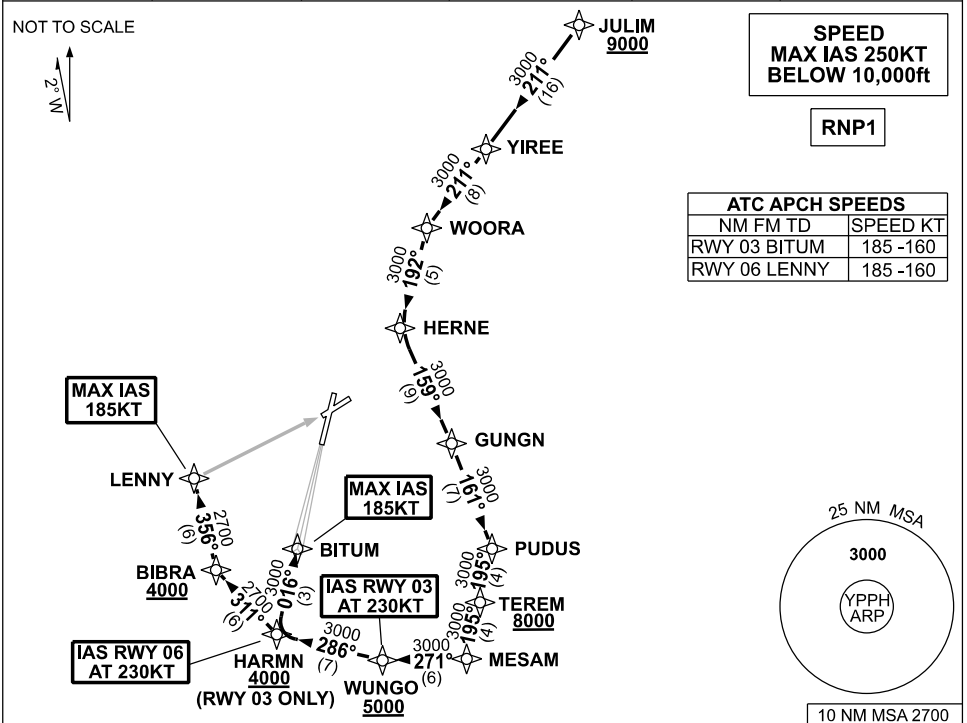 NOT TO SCALE
2° W
JULIM
9000
SPEED
MAX IAS 250KT
BELOW 10,000ft
RNP1
3000
211°
(16)
YIREE
3000
211°
(8)
ATC APCH SPEEDS
NM FM TD SPEED KT
RWY 03 BITUM 185 -160
RWY 06 LENNY 185 -160
WOORA
3000
192°
(5)
HERNE
3000
159°
(9)
MAX IAS
185KT
GUNGN
LENNY
3000
161°
(7)
MAX IAS
185KT
2700
356°
(6)
BITUM
PUDUS
25 NM MSA
3000
YPPH
ARP
BIBRA
4000
3000
016°
(3)
3000
195°
(4)
IAS RWY 03
AT 230KT
TEREM
8000
2700
311°
(6)
3000
195°
(4)
IAS RWY 06
AT 230KT
HARMN
4000
(RWY 03 ONLY)
3000
286°
(7)
WUNGO
5000
3000
271°
(6)
MESAM
10 NM MSA 2700